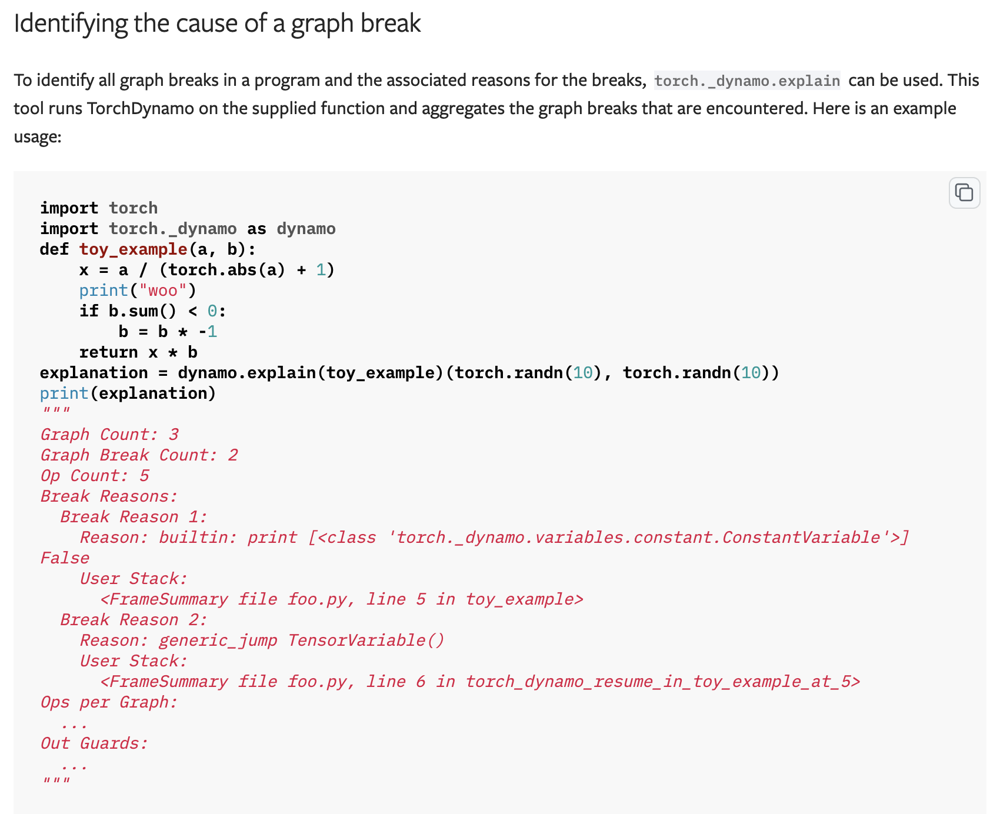 Identifying the cause of a graph break
To identify all graph breaks in a program and the associated reasons for the breaks, torch._dynamo.explain can be used. This
tool runs TorchDynamo on the supplied function and aggregates the graph breaks that are encountered. Here is an example
usage:
import torch
import torch._dynamo as dynamo
def toy_example(a, b):
    x = a / (torch.abs(a) + 1)
    print("woo")
    if b.sum() < 0:
        b = b * -1
    return x * b
explanation = dynamo.explain(toy_example)(torch.randn(10), torch.randn(10))
print(explanation)
"""
Graph Count: 3
Graph Break Count: 2
Op Count: 5
Break Reasons:
  Break Reason 1:
    Reason: builtin: print [<class 'torch._dynamo.variables.constant.ConstantVariable'>]
False
    User Stack:
      <FrameSummary file foo.py, line 5 in toy_example>
  Break Reason 2:
    Reason: generic_jump TensorVariable()
    User Stack:
      <FrameSummary file foo.py, line 6 in torch_dynamo_resume_in_toy_example_at_5>
Ops per Graph:
  ...
Out Guards:
  ...
"""